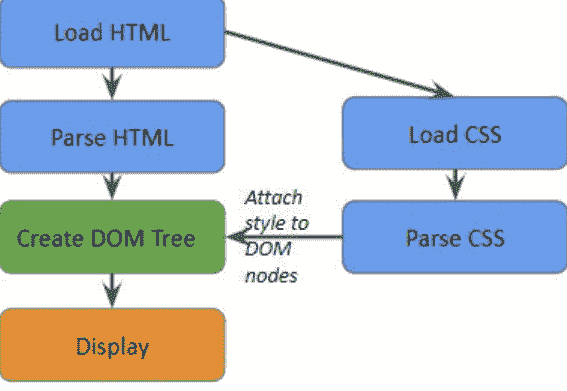 Load HTML
Parse HTML
Load CSS
Attach
style to
DOM
nodes
Create DOM Tree
Parse CSS
Display